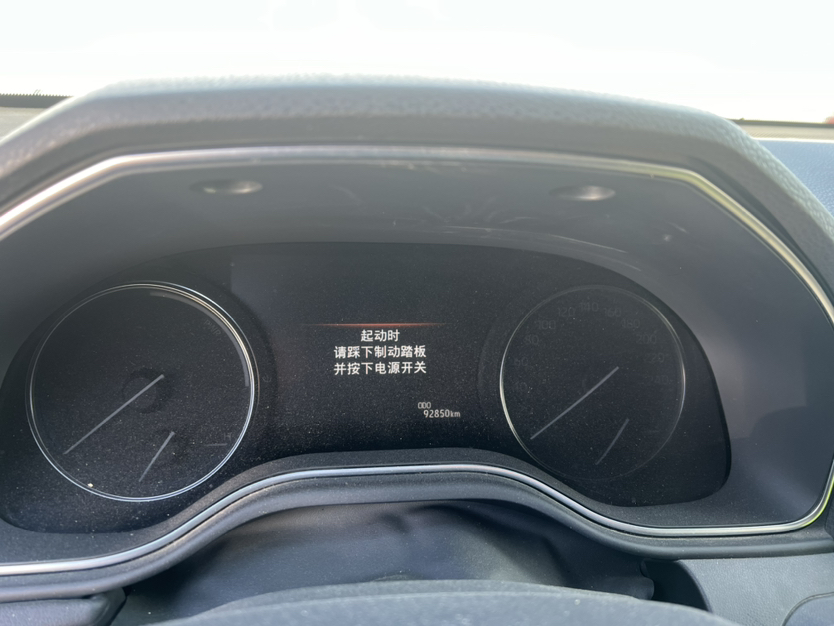 起动时
请踩下制动踏板
并按下电源开关
ODO
92850km